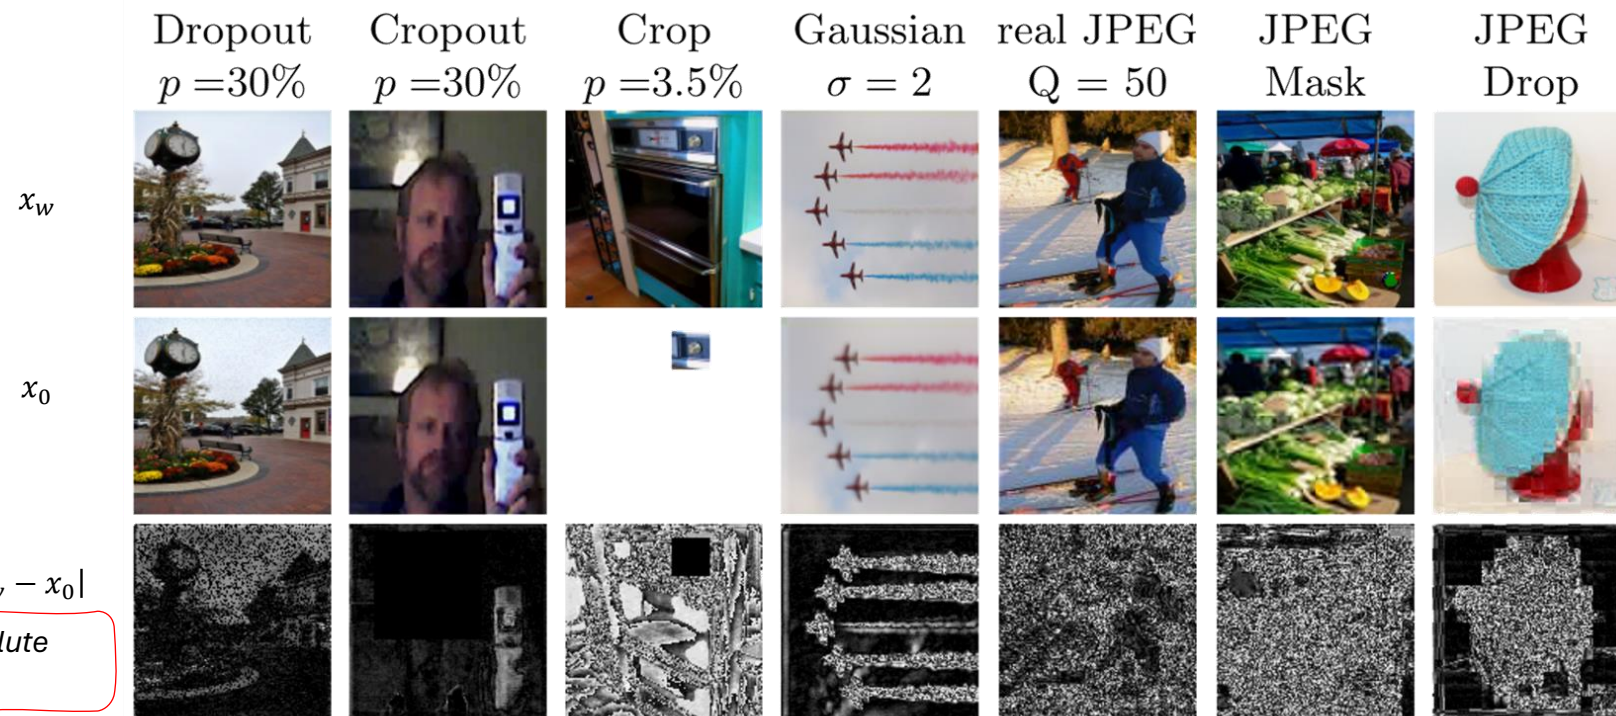 Dropout Cropout Crop Gaussian real JPEG JPEG JPEG
p =30% p =30% p =3.5% σ = 2 Q = 50 Mask Drop
x_w
x_0
− x_0|